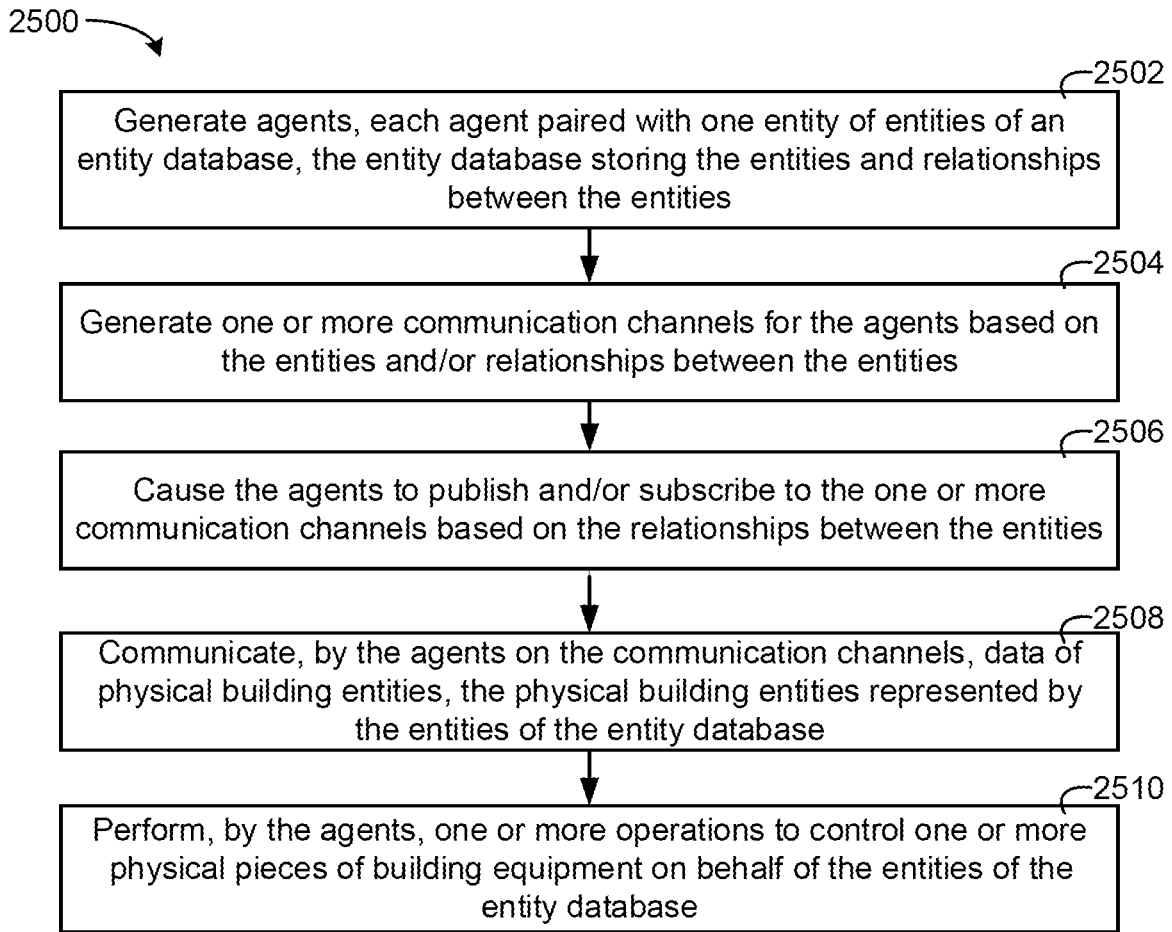 2500
2502
Generate agents, each agent paired with one entity of entities of an
entity database, the entity database storing the entities and relationships
between the entities
2504
Generate one or more communication channels for the agents based on
the entities and/or relationships between the entities
2506
Cause the agents to publish and/or subscribe to the one or more
communication channels based on the relationships between the entities
2508
Communicate, by the agents on the communication channels, data of
physical building entities, the physical building entities represented by
the entities of the entity database
2510
Perform, by the agents, one or more operations to control one or more
physical pieces of building equipment on behalf of the entities of the
entity database